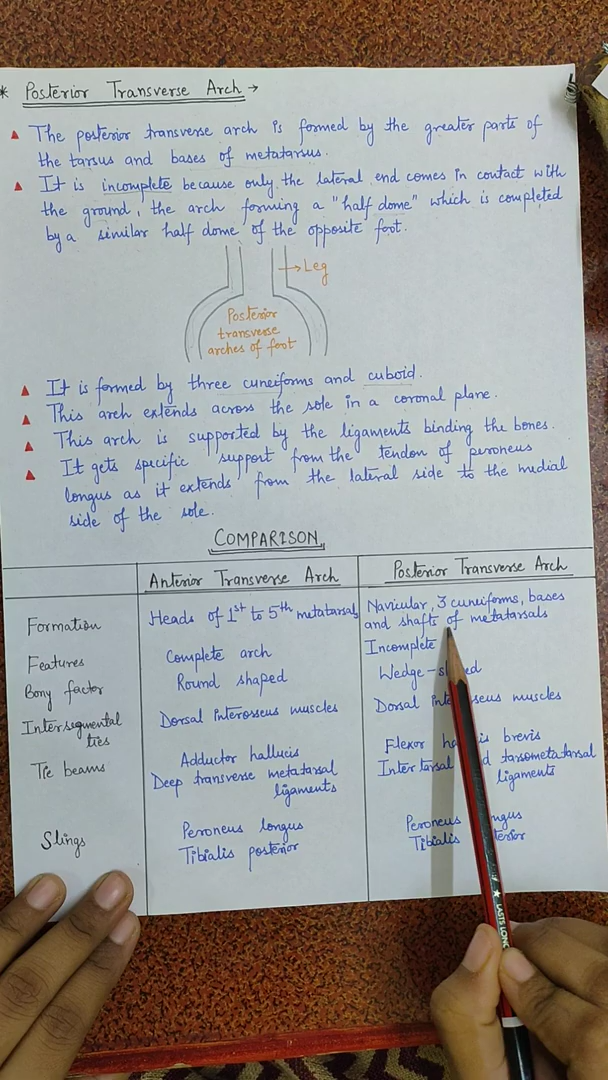 * Posterior Transverse Arch →
The posterior transverse arch is formed by the greater parts of
the tarsus and bases of metatarsus.
It is incomplete because only the lateral end comes in contact with
the ground, the arch forming a "half dome" which is completed
by a similar half dome of the opposite foot.
→Leg
Posterior
transverse
arches of foot
It is formed by three cuneiforms and cuboid.
This arch extends across the sole in a coronal plane.
This arch is supported by the ligaments binding the bones.
It gets specific support from the tendon of peroneus
longus as it extends from the lateral side to the medial
side of the sole.
COMPARISON
Anterior Transverse Arch Posterior Transverse Arch
Formation Heads of 1st to 5th metatarsals Navicular, 3 cuneiforms, bases
and shafts of metatarsals
Features Complete arch Incomplete
Bony factor Round shaped Wedge-
Intersegmental Dorsal interosseus muscles Dorsal muscles
ties
Tie beams Adductor hallucis Flexor brevis
Deep transverse metatarsal Intertarsal tarsometatarsal
ligaments ligaments
Slings Peroneus longus Peroneus
Tibialis posterior Tibialis
LASTS LONG